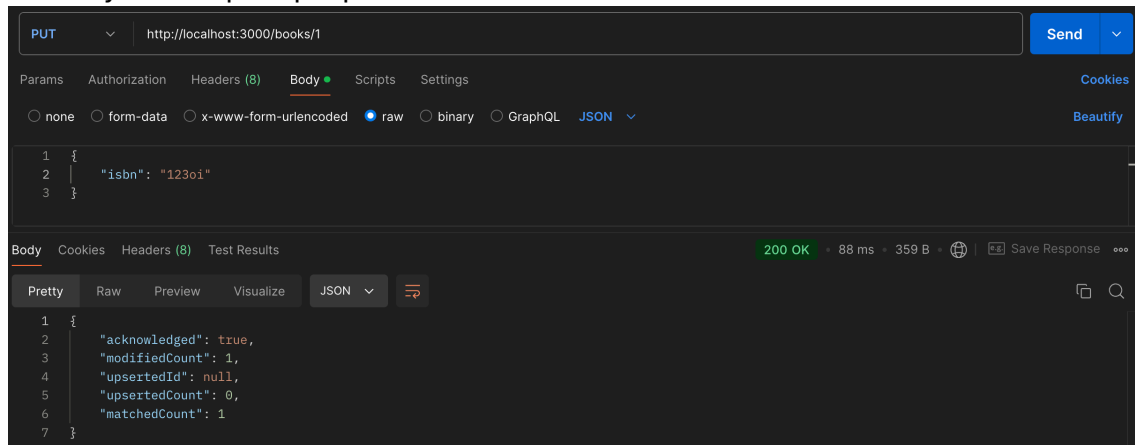 PUT http://localhost:3000/books/1 Send
Params Authorization Headers (8) Body Scripts Settings Cookies
none form-data x-www-form-urlencoded raw binary GraphQL JSON Beautify
1 {
2 "isbn": "123oi"
3 }
Body Cookies Headers (8) Test Results 200 OK 88 ms 359 B e.g. Save Response
Pretty Raw Preview Visualize JSON
1 {
2 "acknowledged": true,
3 "modifiedCount": 1,
4 "upsertedId": null,
5 "upsertedCount": 0,
6 "matchedCount": 1
7 }